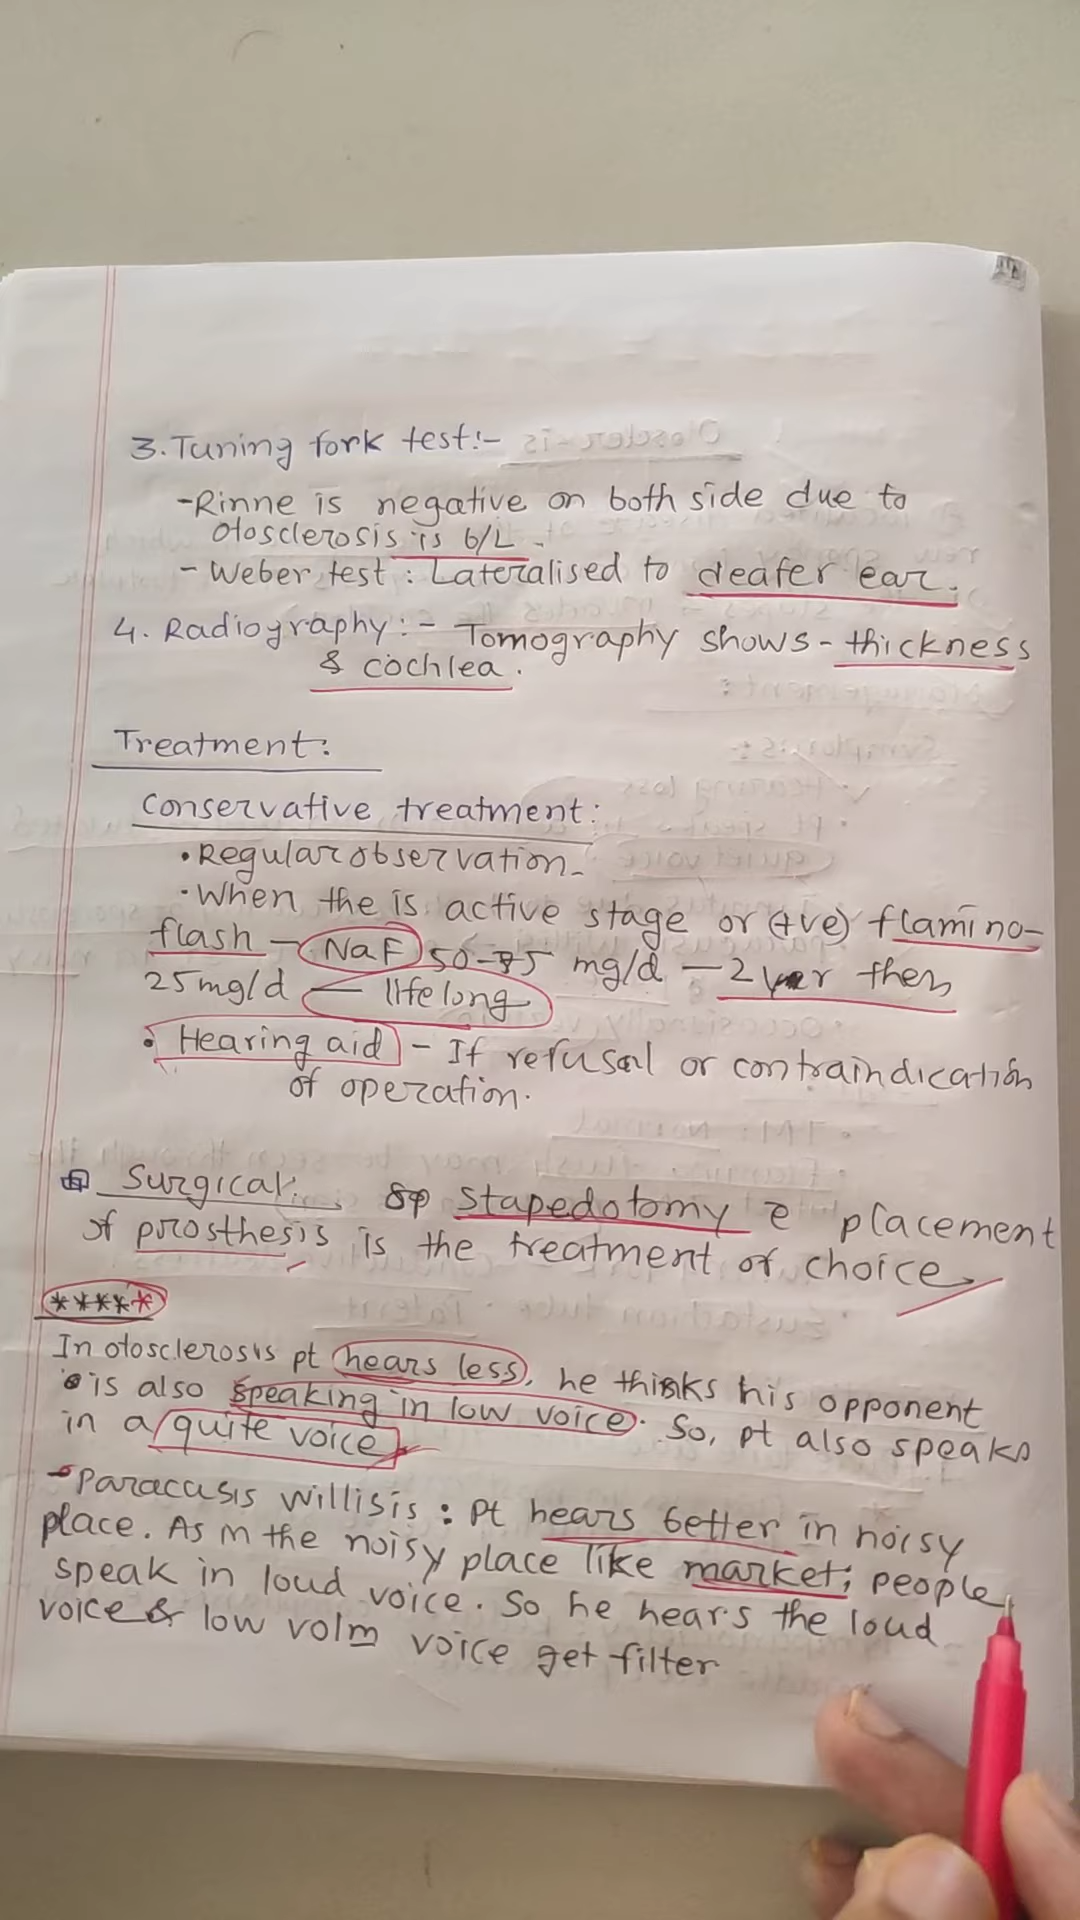 3. Tuning fork test:-
-Rinne is negative on both side due to
otosclerosis is b/L.
- Weber test : Lateralised to deafer ear.
4. Radiography:- Tomography shows - thickness
& cochlea.
Treatment:
conservative treatment:
• Regular observation.
• When the is active stage or (+ve) flamino-
flash - NaF 50-75 mg/d - 2 yer then
25mg/d - lifelong
• Hearing aid - If refusal or contraindication
of operation.
Surgical. stapedotomy c̄ placement
of prosthesis is the treatment of choice
*****
In otosclerosis pt hears less, he thinks his opponent
is also speaking in low voice. So, pt also speaks
in a quite voice
- Paracusis willisis : Pt hears better in noisy
place. As in the noisy place like market; people
speak in loud voice. So he hears the loud
voice & low volm voice get filter